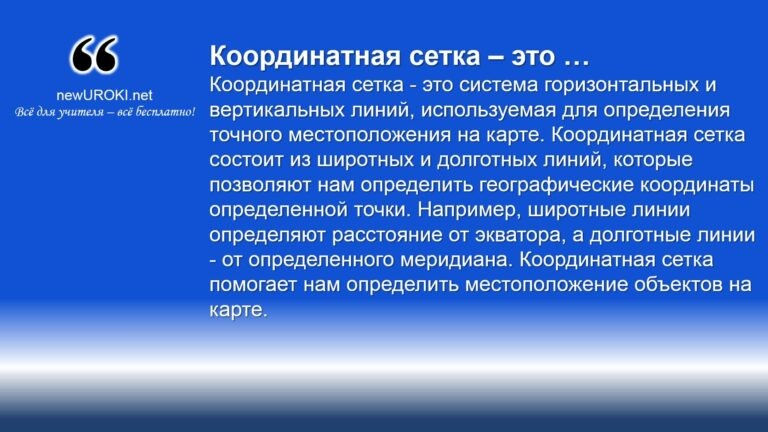 newUROKI.net
Всё для учителя – всё бесплатно!
Координатная сетка – это …
Координатная сетка - это система горизонтальных и
вертикальных линий, используемая для определения
точного местоположения на карте. Координатная сетка
состоит из широтных и долготных линий, которые
позволяют нам определить географические координаты
определенной точки. Например, широтные линии
определяют расстояние от экватора, а долготные линии
- от определенного меридиана. Координатная сетка
помогает нам определить местоположение объектов на
карте.